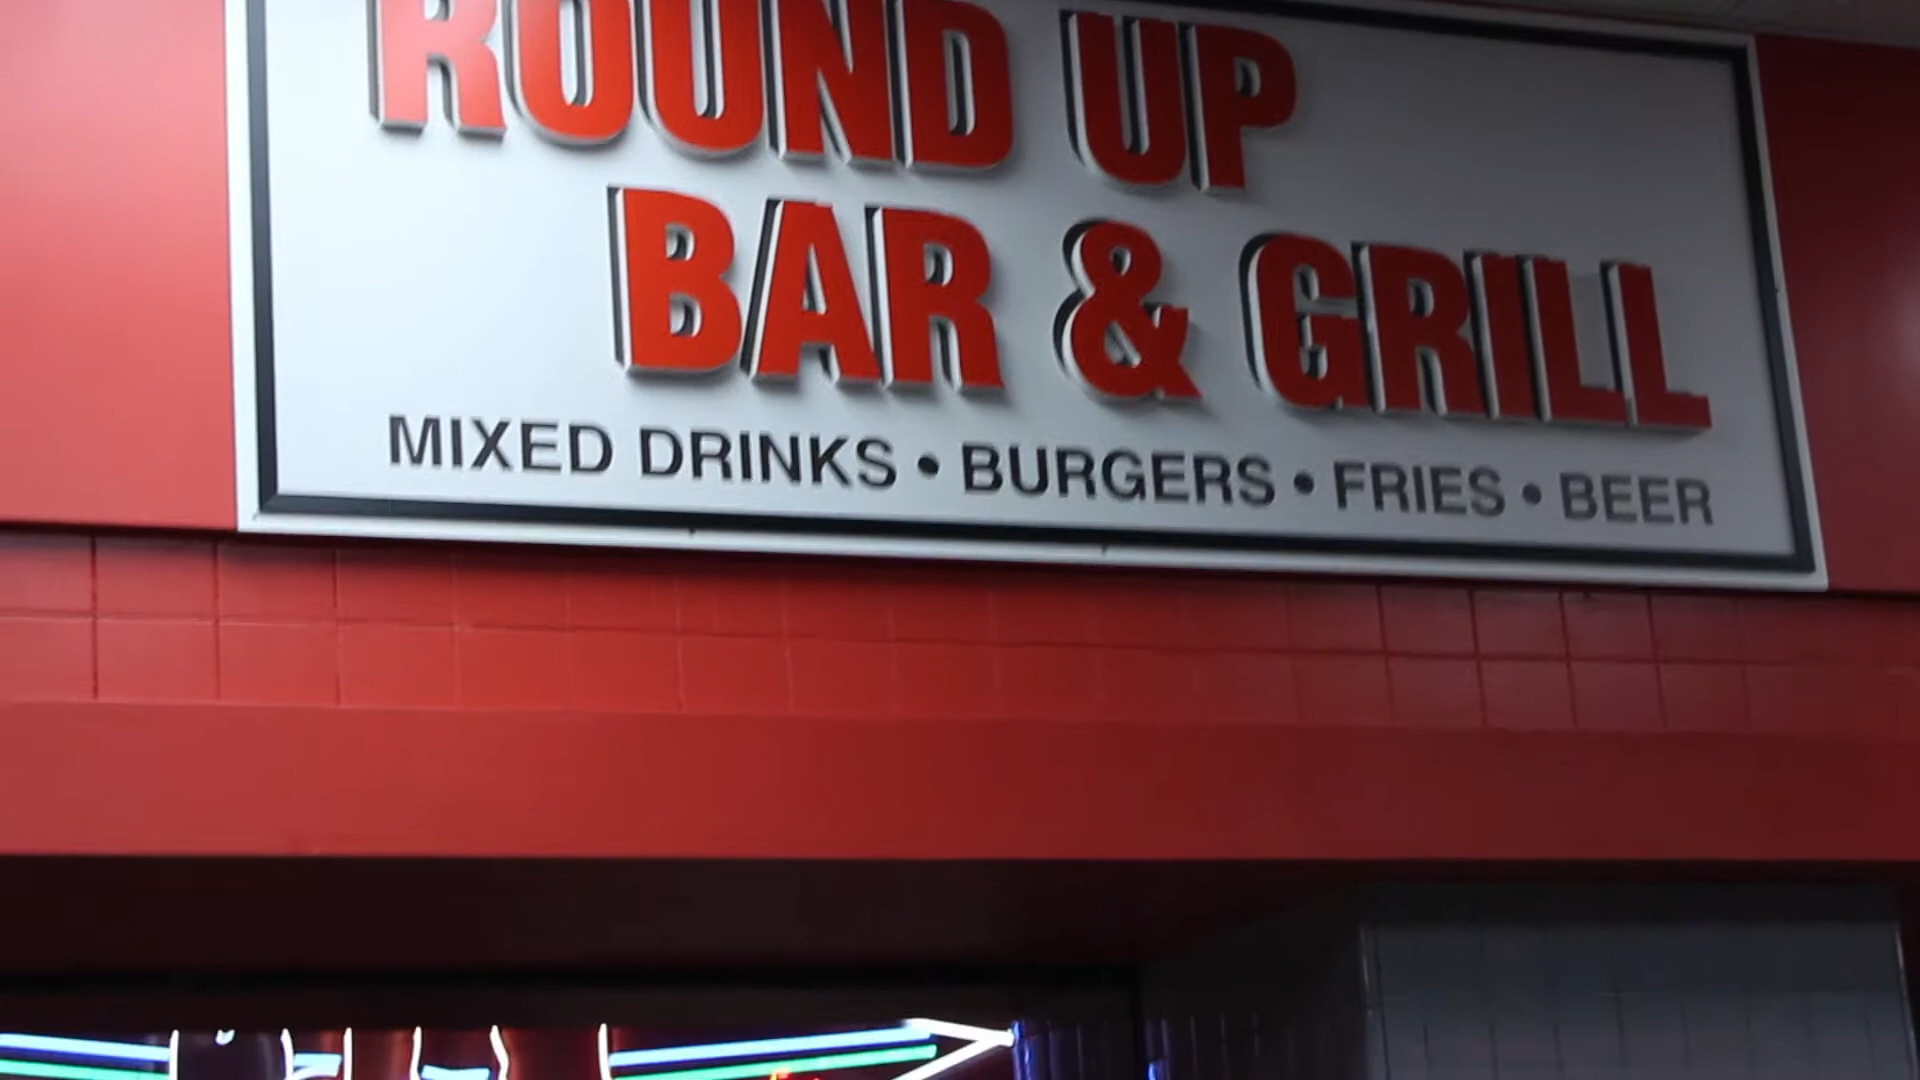 ROUND UP
BAR & GRILL
MIXED DRINKS • BURGERS • FRIES • BEER